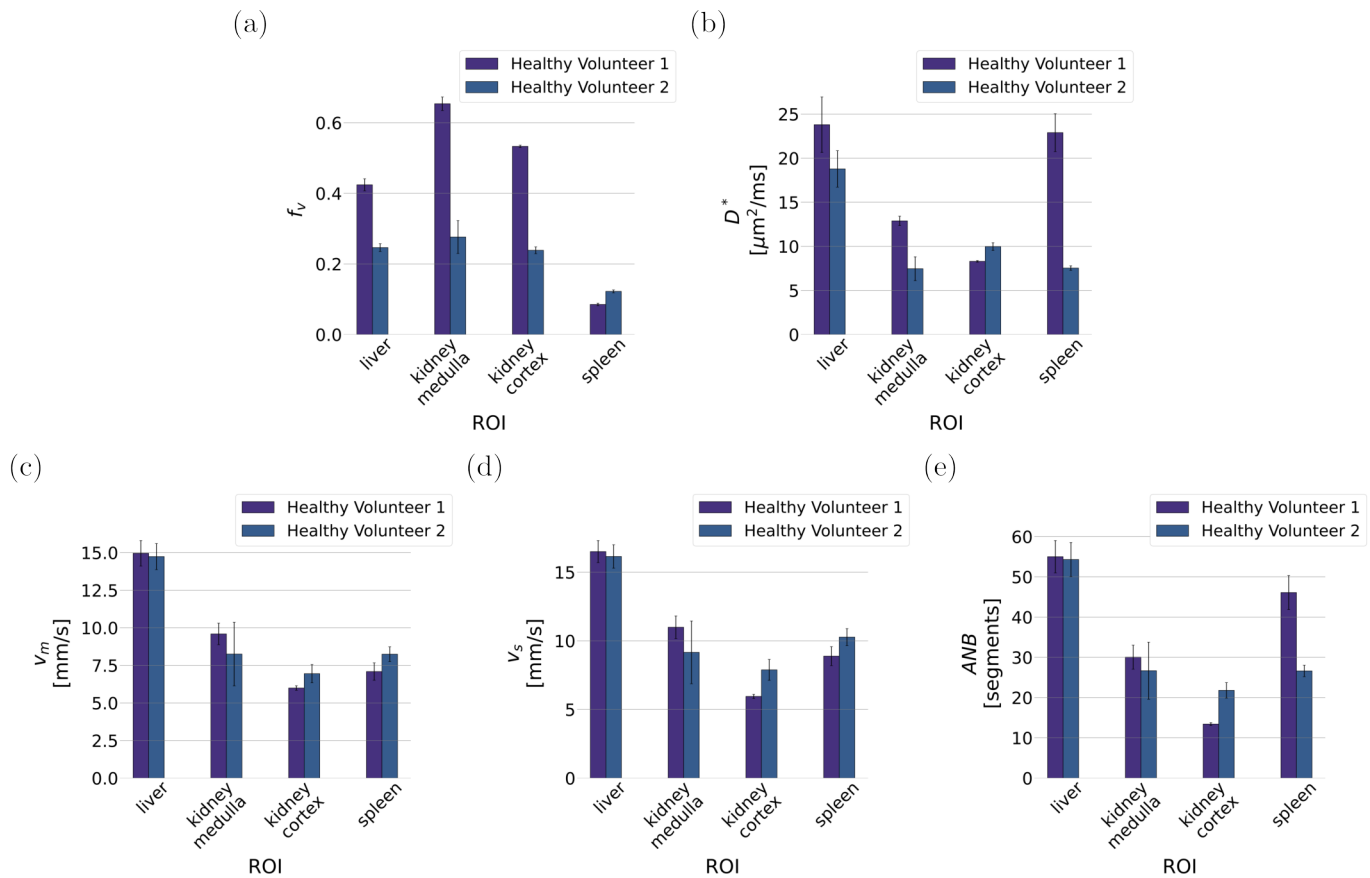 (a)
Healthy Volunteer 1
Healthy Volunteer 2
0.6
0.4
0.2
0.0
f_v
liver
kidney
medulla
kidney
cortex
spleen
ROI
(b)
Healthy Volunteer 1
Healthy Volunteer 2
25
20
15
10
5
0
D*
[μm²/ms]
liver
kidney
medulla
kidney
cortex
spleen
ROI
(c)
Healthy Volunteer 1
Healthy Volunteer 2
15.0
12.5
10.0
7.5
5.0
2.5
0.0
v_m
[mm/s]
liver
kidney
medulla
kidney
cortex
spleen
ROI
(d)
Healthy Volunteer 1
Healthy Volunteer 2
15
10
5
0
v_s
[mm/s]
liver
kidney
medulla
kidney
cortex
spleen
ROI
(e)
Healthy Volunteer 1
Healthy Volunteer 2
60
50
40
30
20
10
0
ANB
[segments]
liver
kidney
medulla
kidney
cortex
spleen
ROI